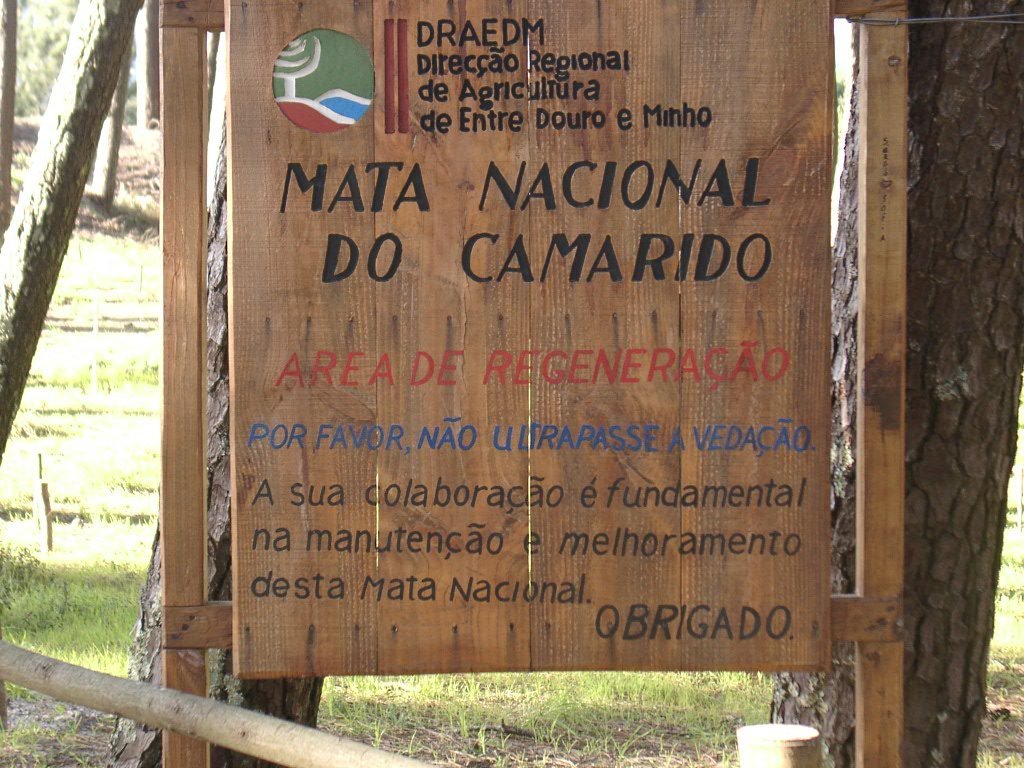 DRAEDM
Direcção Regional
de Agricultura
de Entre Douro e Minho
MATA NACIONAL
DO CAMARIDO
AREA DE REGENERAÇÃO
POR FAVOR, NÃO ULTRAPASSE A VEDAÇÃO.
A sua colaboração é fundamental
na manutenção e melhoramento
desta Mata Nacional.
OBRIGADO.